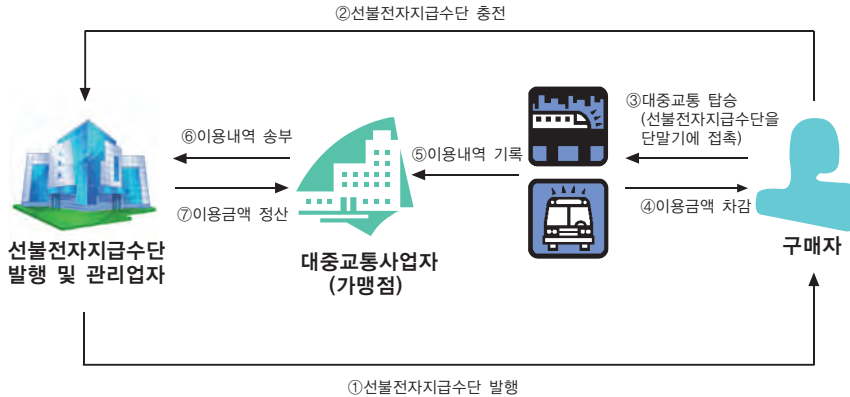 ②선불전자지급수단 충전
③대중교통 탑승
(선불전자지급수단을
단말기에 접촉)
⑥이용내역 송부
⑤이용내역 기록
⑦이용금액 정산
④이용금액 차감
선불전자지급수단
발행 및 관리업자
대중교통사업자
(가맹점)
구매자
①선불전자지급수단 발행